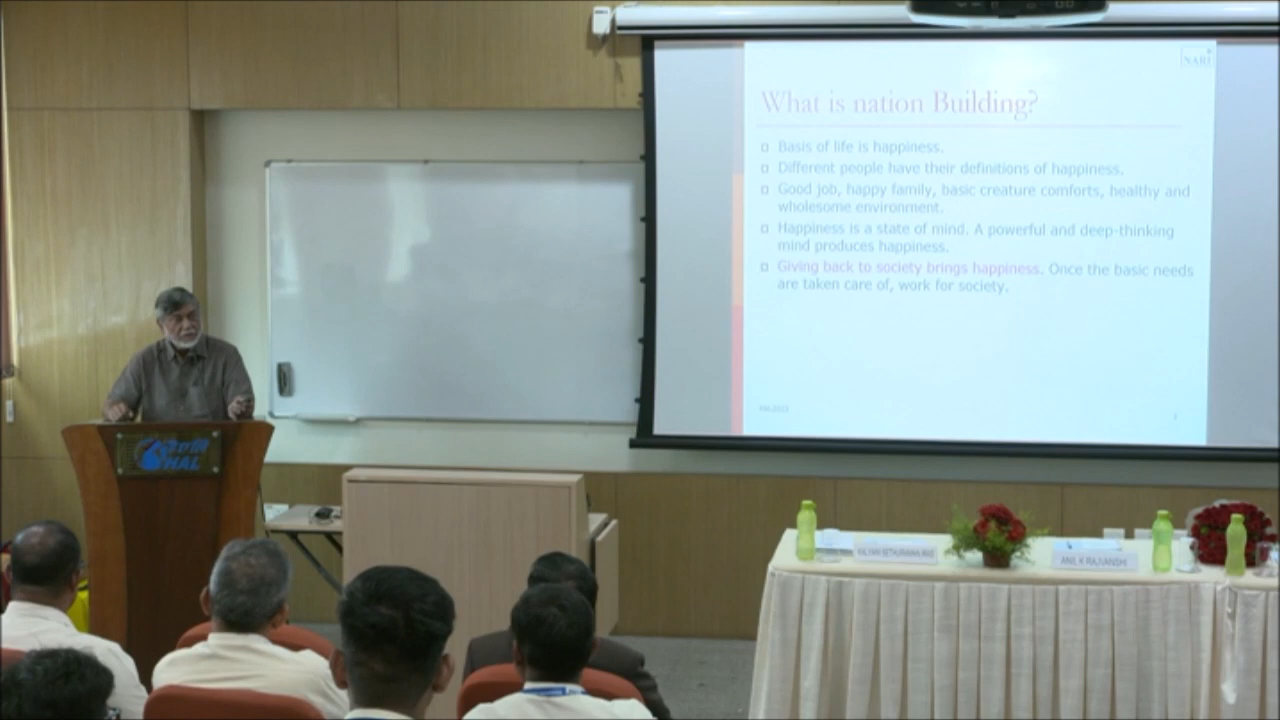 NARI
What is nation Building?
Basis of life is happiness.
Different people have their definitions of happiness.
Good job, happy family, basic creature comforts, healthy and
wholesome environment.
Happiness is a state of mind. A powerful and deep-thinking
mind produces happiness.
Giving back to society brings happiness. Once the basic needs
are taken care of, work for society.
एचएएल
HAL
ANIL K RAJVANSHI